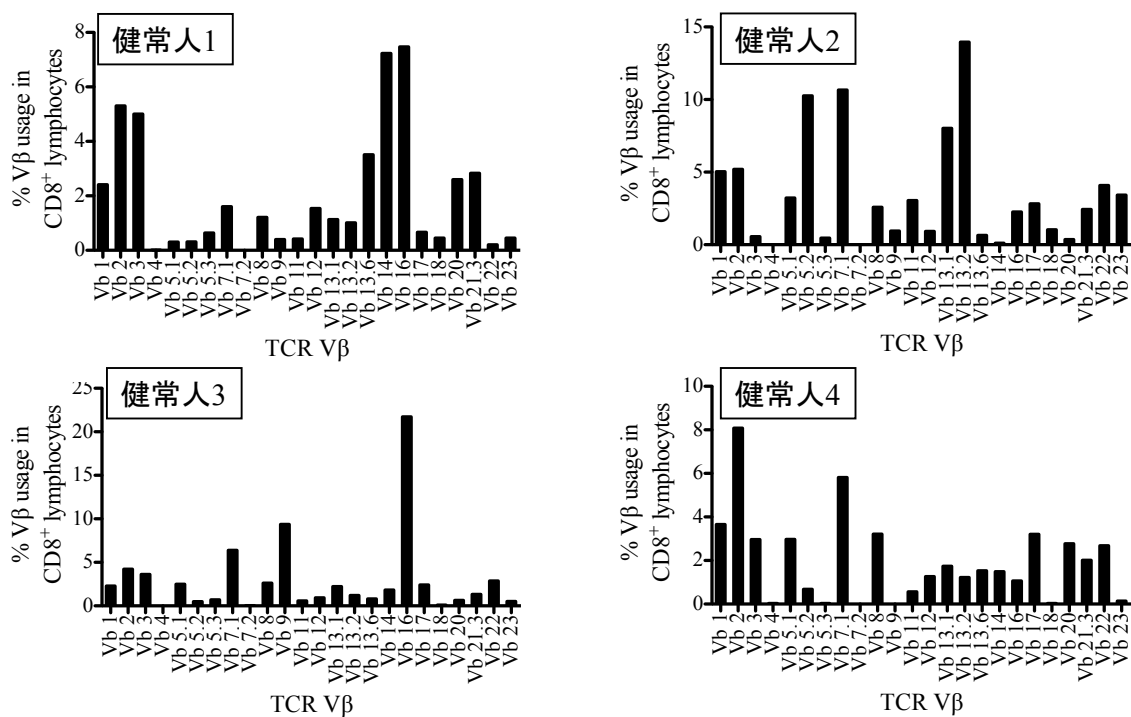 健常人1
% Vβ usage in
CD8⁺ lymphocytes
8
6
4
2
0
Vb 1
Vb 2
Vb 3
Vb 4
Vb 5.1
Vb 5.2
Vb 5.3
Vb 7.1
Vb 7.2
Vb 8
Vb 9
Vb 11
Vb 12
Vb 13.1
Vb 13.2
Vb 13.6
Vb 14
Vb 16
Vb 17
Vb 18
Vb 20
Vb 21.3
Vb 22
Vb 23
TCR Vβ
健常人2
% Vβ usage in
CD8⁺ lymphocytes
15
10
5
0
Vb 1
Vb 2
Vb 3
Vb 4
Vb 5.1
Vb 5.2
Vb 5.3
Vb 7.1
Vb 7.2
Vb 8
Vb 9
Vb 11
Vb 12
Vb 13.1
Vb 13.2
Vb 13.6
Vb 14
Vb 16
Vb 17
Vb 18
Vb 20
Vb 21.3
Vb 22
Vb 23
TCR Vβ
健常人3
% Vβ usage in
CD8⁺ lymphocytes
25
20
15
10
5
0
Vb 1
Vb 2
Vb 3
Vb 4
Vb 5.1
Vb 5.2
Vb 5.3
Vb 7.1
Vb 7.2
Vb 8
Vb 9
Vb 11
Vb 12
Vb 13.1
Vb 13.2
Vb 13.6
Vb 14
Vb 16
Vb 17
Vb 18
Vb 20
Vb 21.3
Vb 22
Vb 23
TCR Vβ
健常人4
% Vβ usage in
CD8⁺ lymphocytes
10
8
6
4
2
0
Vb 1
Vb 2
Vb 3
Vb 4
Vb 5.1
Vb 5.2
Vb 5.3
Vb 7.1
Vb 7.2
Vb 8
Vb 9
Vb 11
Vb 12
Vb 13.1
Vb 13.2
Vb 13.6
Vb 14
Vb 16
Vb 17
Vb 18
Vb 20
Vb 21.3
Vb 22
Vb 23
TCR Vβ